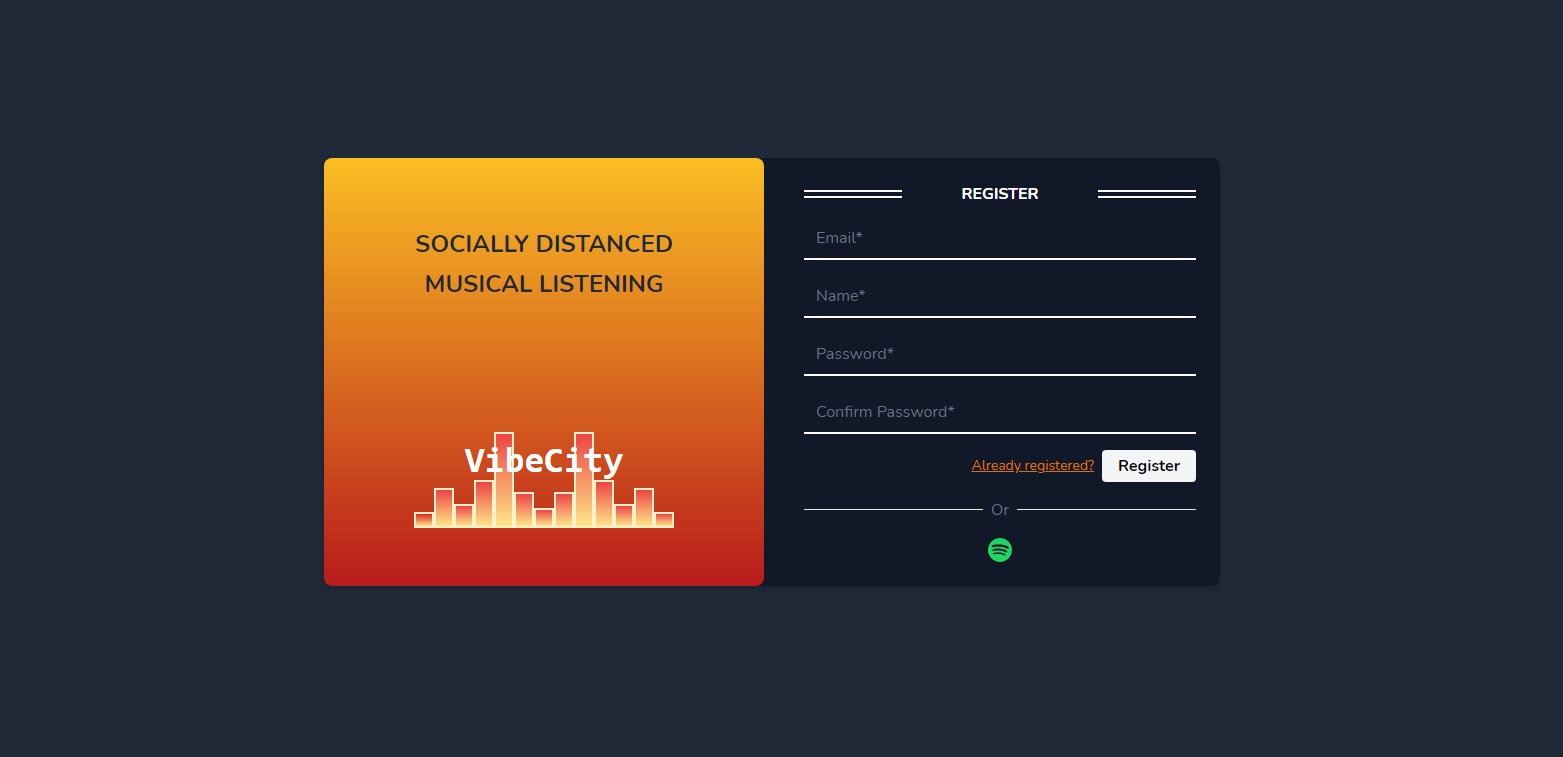 SOCIALLY DISTANCED
MUSICAL LISTENING
VibeCity
REGISTER
Email*
Name*
Password*
Confirm Password*
Already registered? Register
Or